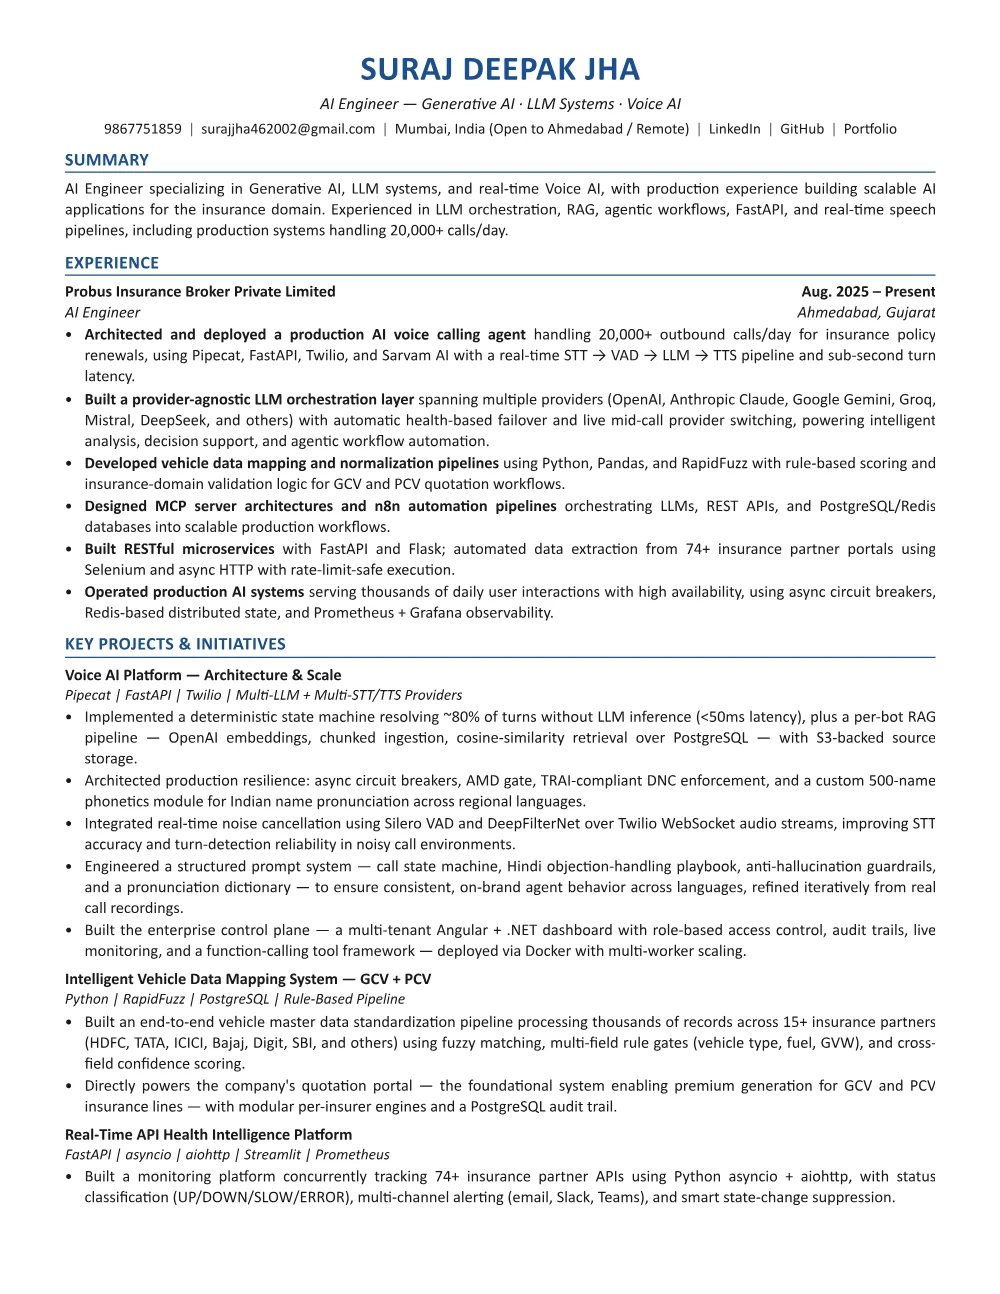 SURAJ DEEPAK JHA
AI Engineer — Generative AI · LLM Systems · Voice AI
9867751859 | surajjha462002@gmail.com | Mumbai, India (Open to Ahmedabad / Remote) | LinkedIn | GitHub | Portfolio
SUMMARY
AI Engineer specializing in Generative AI, LLM systems, and real-time Voice AI, with production experience building scalable AI
applications for the insurance domain. Experienced in LLM orchestration, RAG, agentic workflows, FastAPI, and real-time speech
pipelines, including production systems handling 20,000+ calls/day.
EXPERIENCE
Probus Insurance Broker Private Limited Aug. 2025 – Present
AI Engineer Ahmedabad, Gujarat
• Architected and deployed a production AI voice calling agent handling 20,000+ outbound calls/day for insurance policy
renewals, using Pipecat, FastAPI, Twilio, and Sarvam AI with a real-time STT → VAD → LLM → TTS pipeline and sub-second turn
latency.
• Built a provider-agnostic LLM orchestration layer spanning multiple providers (OpenAI, Anthropic Claude, Google Gemini, Groq,
Mistral, DeepSeek, and others) with automatic health-based failover and live mid-call provider switching, powering intelligent
analysis, decision support, and agentic workflow automation.
• Developed vehicle data mapping and normalization pipelines using Python, Pandas, and RapidFuzz with rule-based scoring and
insurance-domain validation logic for GCV and PCV quotation workflows.
• Designed MCP server architectures and n8n automation pipelines orchestrating LLMs, REST APIs, and PostgreSQL/Redis
databases into scalable production workflows.
• Built RESTful microservices with FastAPI and Flask; automated data extraction from 74+ insurance partner portals using
Selenium and async HTTP with rate-limit-safe execution.
• Operated production AI systems serving thousands of daily user interactions with high availability, using async circuit breakers,
Redis-based distributed state, and Prometheus + Grafana observability.
KEY PROJECTS & INITIATIVES
Voice AI Platform — Architecture & Scale
Pipecat | FastAPI | Twilio | Multi-LLM + Multi-STT/TTS Providers
• Implemented a deterministic state machine resolving ~80% of turns without LLM inference (<50ms latency), plus a per-bot RAG
pipeline — OpenAI embeddings, chunked ingestion, cosine-similarity retrieval over PostgreSQL — with S3-backed source
storage.
• Architected production resilience: async circuit breakers, AMD gate, TRAI-compliant DNC enforcement, and a custom 500-name
phonetics module for Indian name pronunciation across regional languages.
• Integrated real-time noise cancellation using Silero VAD and DeepFilterNet over Twilio WebSocket audio streams, improving STT
accuracy and turn-detection reliability in noisy call environments.
• Engineered a structured prompt system — call state machine, Hindi objection-handling playbook, anti-hallucination guardrails,
and a pronunciation dictionary — to ensure consistent, on-brand agent behavior across languages, refined iteratively from real
call recordings.
• Built the enterprise control plane — a multi-tenant Angular + .NET dashboard with role-based access control, audit trails, live
monitoring, and a function-calling tool framework — deployed via Docker with multi-worker scaling.
Intelligent Vehicle Data Mapping System — GCV + PCV
Python | RapidFuzz | PostgreSQL | Rule-Based Pipeline
• Built an end-to-end vehicle master data standardization pipeline processing thousands of records across 15+ insurance partners
(HDFC, TATA, ICICI, Bajaj, Digit, SBI, and others) using fuzzy matching, multi-field rule gates (vehicle type, fuel, GVW), and cross-
field confidence scoring.
• Directly powers the company's quotation portal — the foundational system enabling premium generation for GCV and PCV
insurance lines — with modular per-insurer engines and a PostgreSQL audit trail.
Real-Time API Health Intelligence Platform
FastAPI | asyncio | aiohttp | Streamlit | Prometheus
• Built a monitoring platform concurrently tracking 74+ insurance partner APIs using Python asyncio + aiohttp, with status
classification (UP/DOWN/SLOW/ERROR), multi-channel alerting (email, Slack, Teams), and smart state-change suppression.